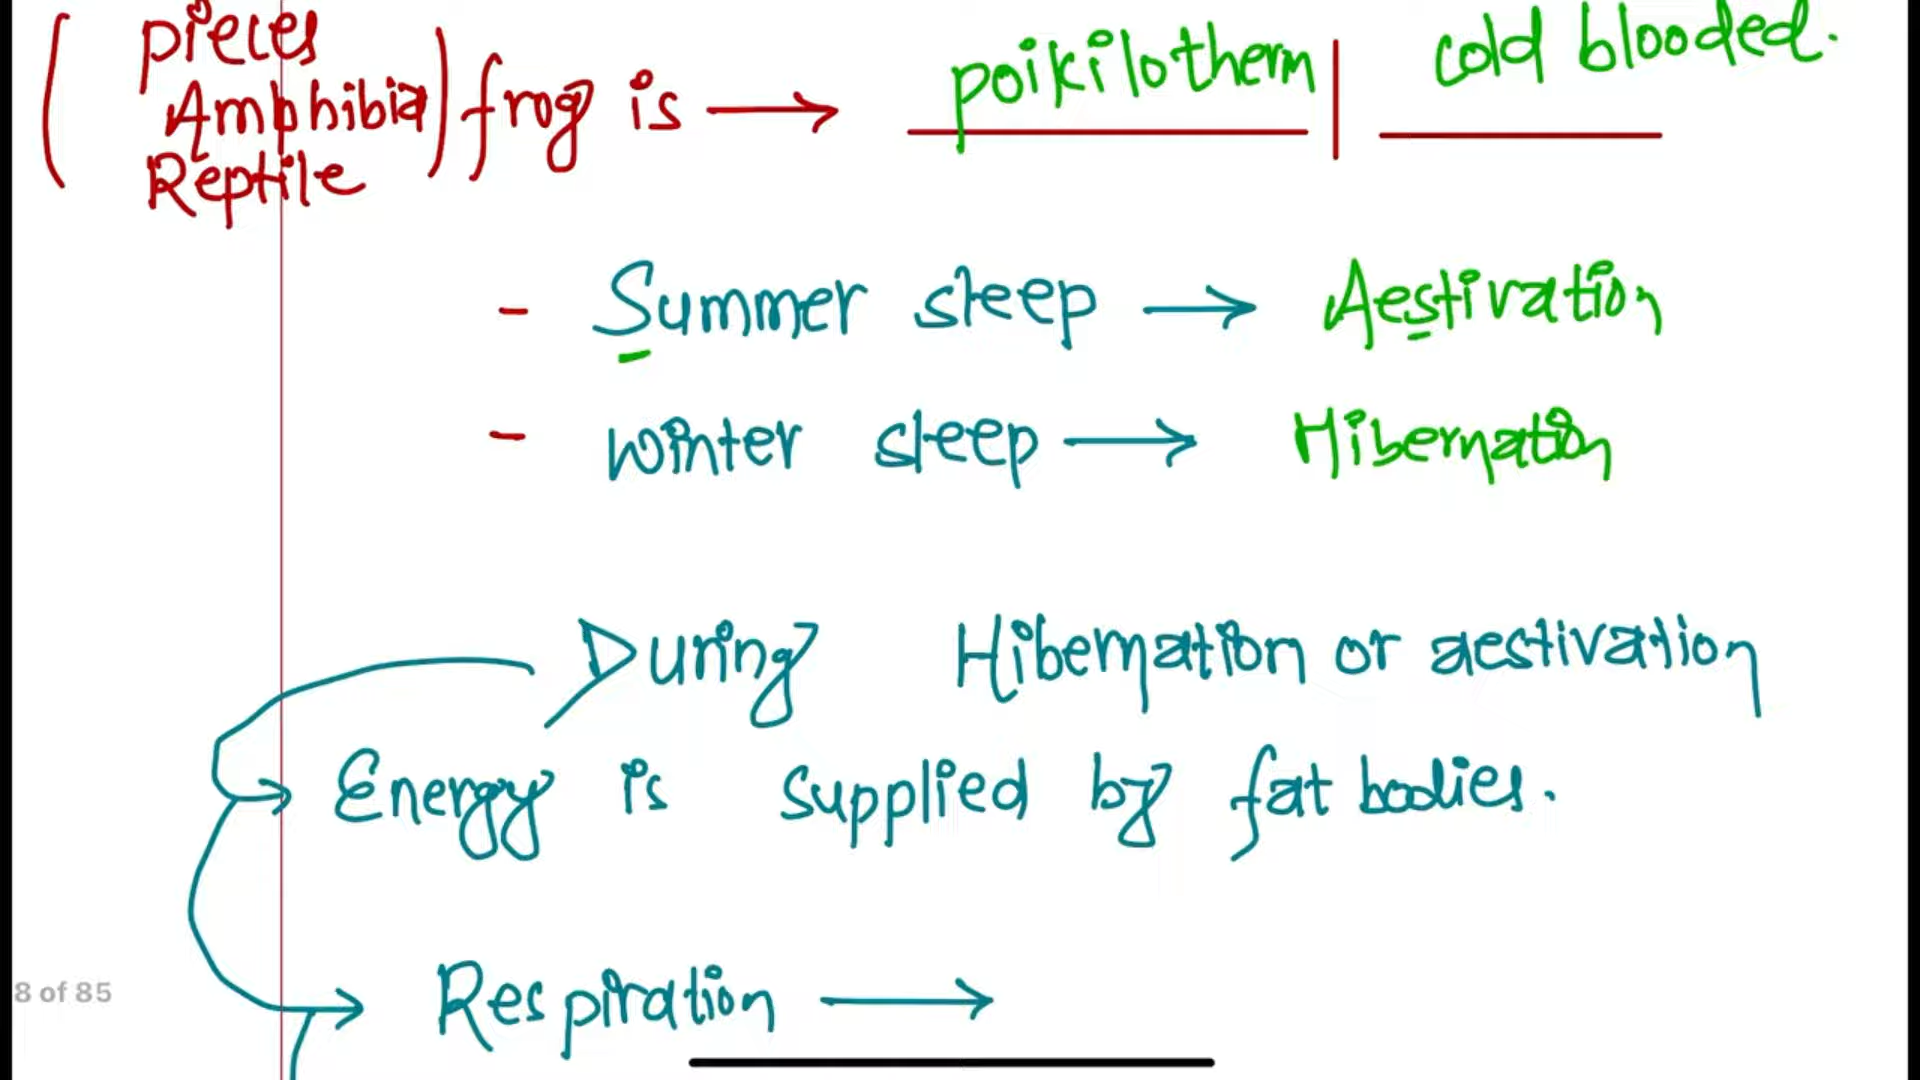 pieces
Amphibia) frog is → poikilotherm | cold blooded.
(Reptile
- Summer sleep → Aestivation
- winter sleep → Hibernation
During Hibernation or aestivation
→ Energy is supplied by fat bodies.
→ Respiration →
8 of 85